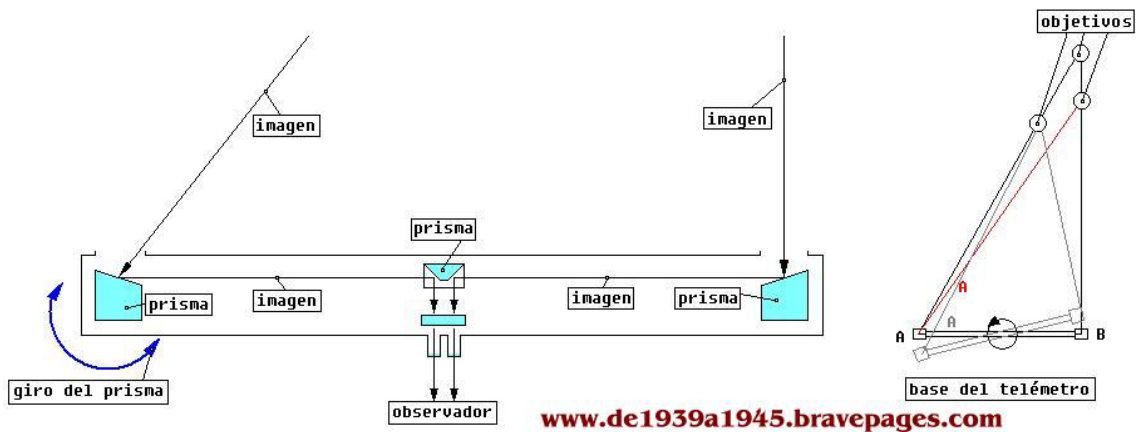 objetivos
imagen
imagen
prisma
prisma
imagen
imagen
prisma
A
A
A
B
giro del prisma
base del telémetro
observador
www.de1939a1945.bravepages.com